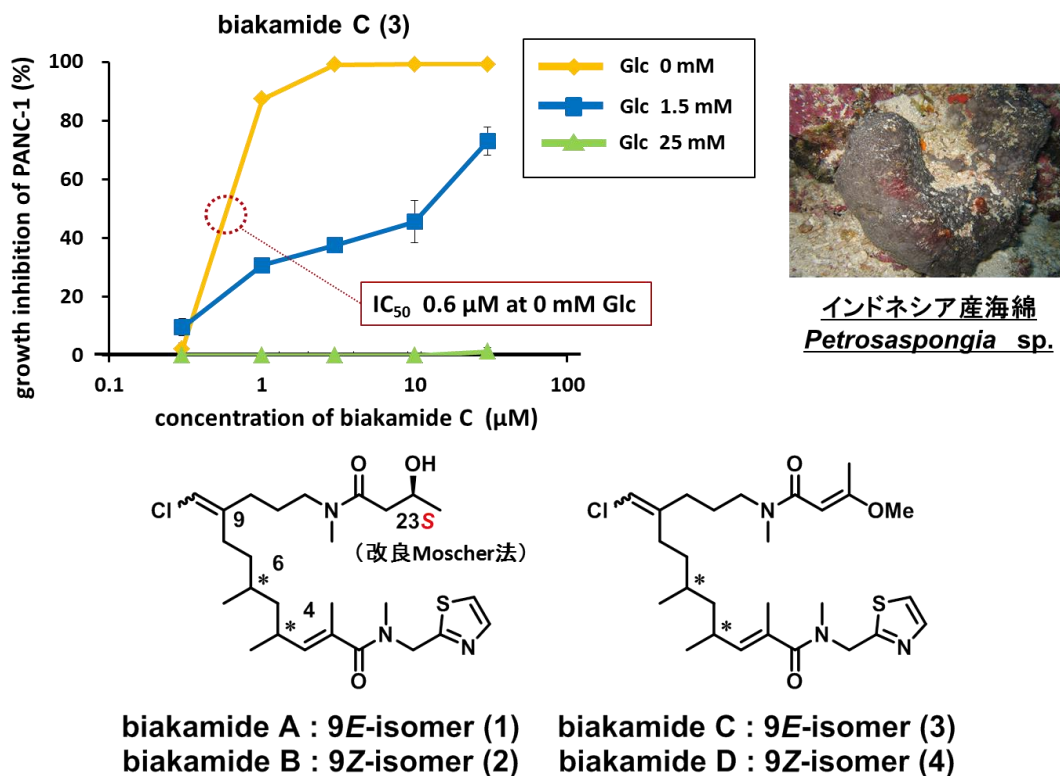 biakamide C (3)
growth inhibition of PANC-1 (%)
100
80
60
40
20
0
0.1
1
10
100
concentration of biakamide C (µM)
Glc 0 mM
Glc 1.5 mM
Glc 25 mM
IC50 0.6 µM at 0 mM Glc
インドネシア産海綿
Petrosaspongia sp.
O
OH
Cl
9
N
23S
(改良Moscher法)
6
*
4
*
N
O
S
N
O
Cl
N
OMe
*
*
N
O
S
N
biakamide A : 9E-isomer (1)
biakamide B : 9Z-isomer (2)
biakamide C : 9E-isomer (3)
biakamide D : 9Z-isomer (4)